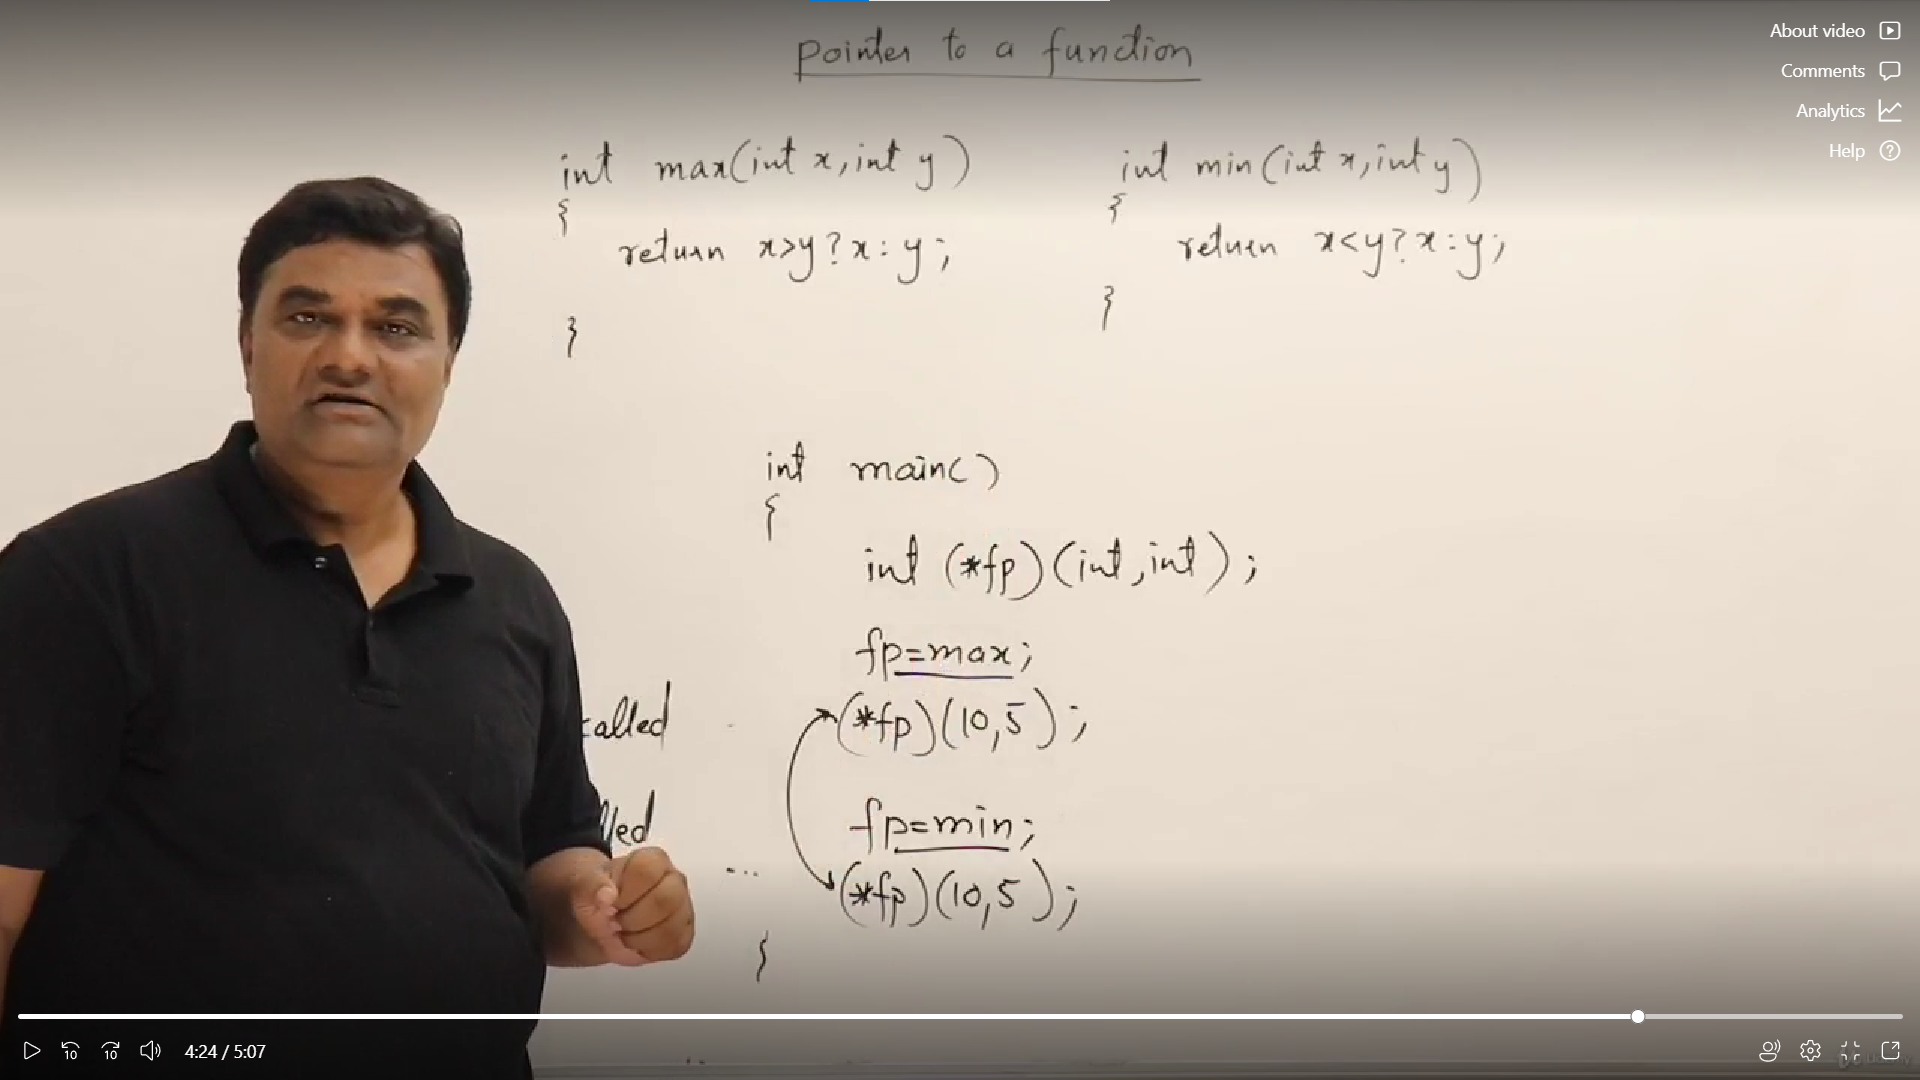 pointer to a function
About video
Comments
Analytics
Help
int max(int x, int y)
{
return x>y?x:y;
}
int min(int x, int y)
{
return x<y?x:y;
}
int main()
{
int (*fp)(int,int);
fp=max;
called
(*fp)(10,5);
fp=min;
(*fp)(10,5);
}
10
10
4:24 / 5:07